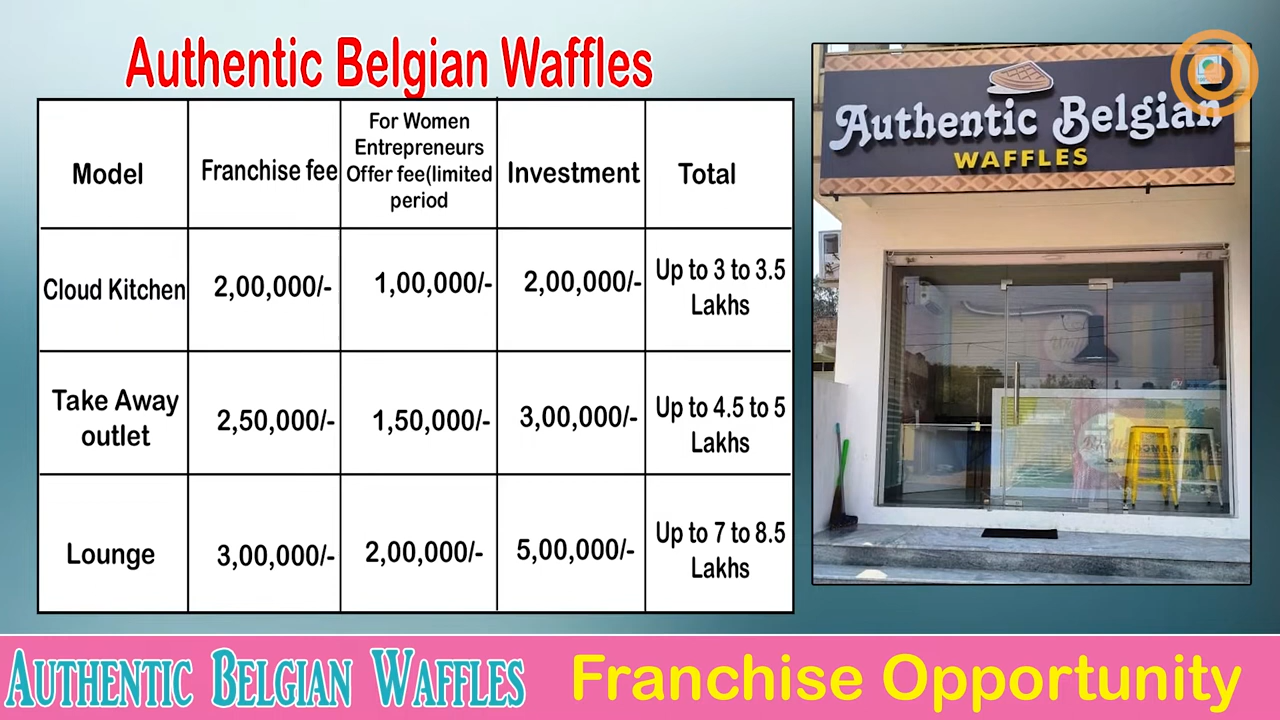 Authentic Belgian Waffles
Model
Franchise fee
For Women
Entrepreneurs
Offer fee(limited
period
Investment
Total
Cloud Kitchen
2,00,000/-
1,00,000/-
2,00,000/-
Up to 3 to 3.5
Lakhs
Take Away
outlet
2,50,000/-
1,50,000/-
3,00,000/-
Up to 4.5 to 5
Lakhs
Lounge
3,00,000/-
2,00,000/-
5,00,000/-
Up to 7 to 8.5
Lakhs
Authentic Belgian
WAFFLES
AUTHENTIC BELGIAN WAFFLES
Franchise Opportunity